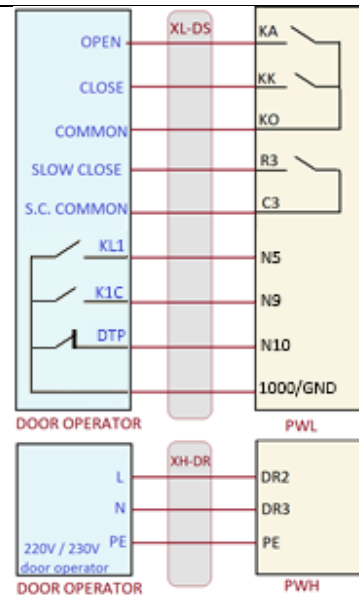 XL-DS
OPEN KA
CLOSE KK
COMMON KO
SLOW CLOSE R3
S.C. COMMON C3
KL1 N5
K1C N9
DTP N10
1000/GND
DOOR OPERATOR PWL
XH-DR
L DR2
N DR3
PE PE
220V / 230V
door operator
DOOR OPERATOR PWH